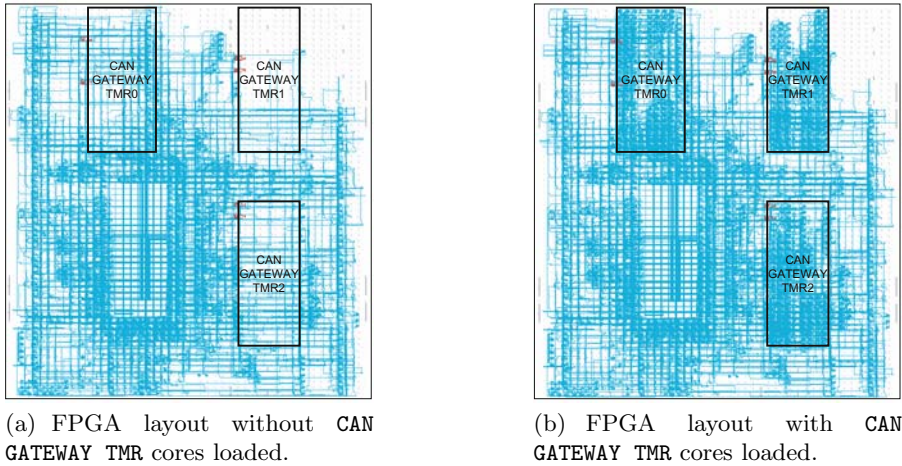 CAN
GATEWAY
TMR0
CAN
GATEWAY
TMR1
CAN
GATEWAY
TMR2
(a) FPGA layout without CAN
GATEWAY TMR cores loaded.
CAN
GATEWAY
TMR0
CAN
GATEWAY
TMR1
CAN
GATEWAY
TMR2
(b) FPGA layout with CAN
GATEWAY TMR cores loaded.